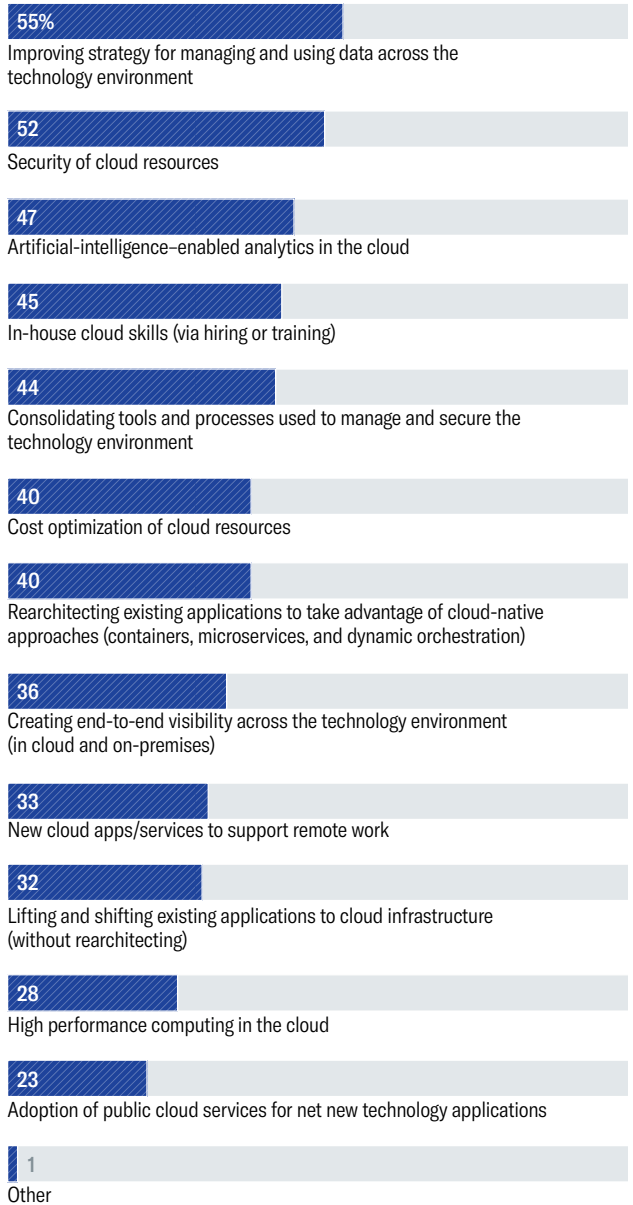 55%
Improving strategy for managing and using data across the
technology environment
52
Security of cloud resources
47
Artificial-intelligence–enabled analytics in the cloud
45
In-house cloud skills (via hiring or training)
44
Consolidating tools and processes used to manage and secure the
technology environment
40
Cost optimization of cloud resources
40
Rearchitecting existing applications to take advantage of cloud-native
approaches (containers, microservices, and dynamic orchestration)
36
Creating end-to-end visibility across the technology environment
(in cloud and on-premises)
33
New cloud apps/services to support remote work
32
Lifting and shifting existing applications to cloud infrastructure
(without rearchitecting)
28
High performance computing in the cloud
23
Adoption of public cloud services for net new technology applications
1
Other